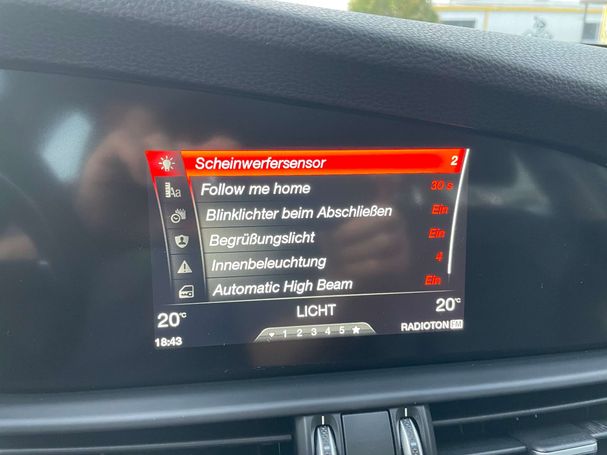 Scheinwerfersensor 2
Follow me home 30 s
Aa
Blinklichter beim Abschließen Ein
Begrüßungslicht Ein
Innenbeleuchtung 4
Automatic High Beam Ein
20°C LICHT 20°C
1 2 3 4 5
18:43 RADIOTON FM